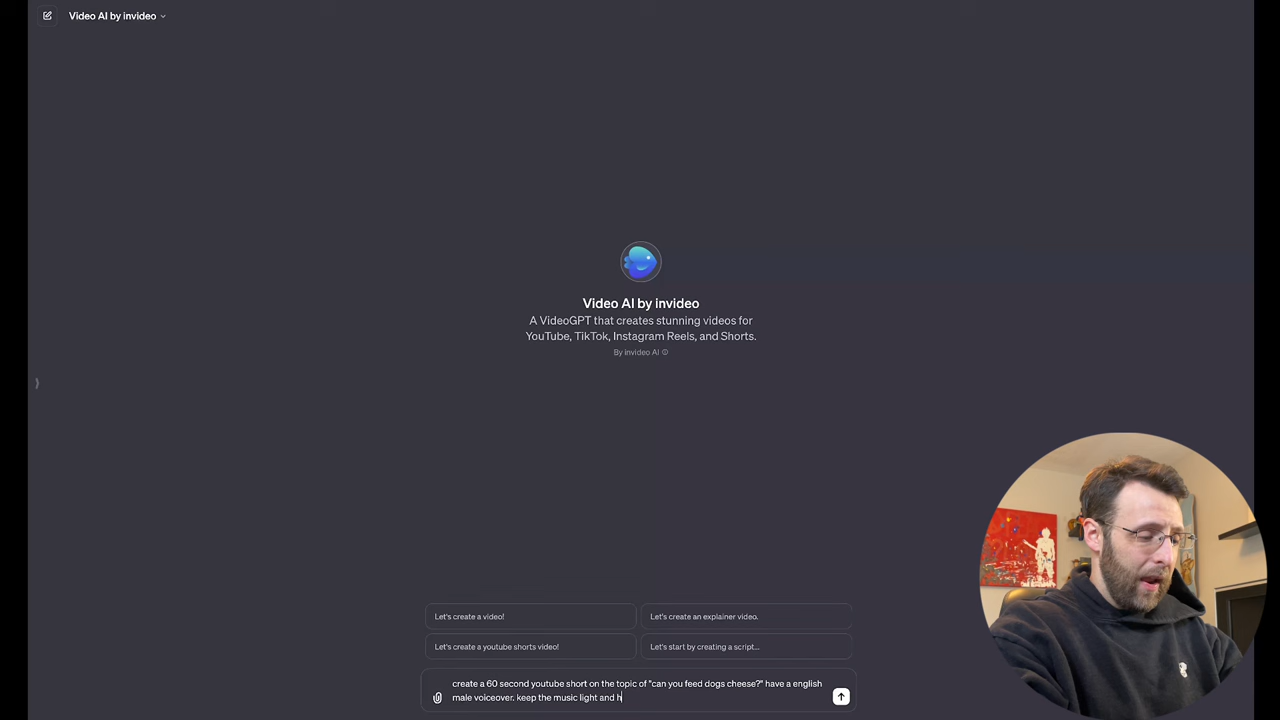 Video AI by invideo
Video AI by invideo
A VideoGPT that creates stunning videos for
YouTube, TikTok, Instagram Reels, and Shorts.
By invideo AI
Let's create a video!
Let's create an explainer video.
Let's create a youtube shorts video!
Let's start by creating a script...
create a 60 second youtube short on the topic of "can you feed dogs cheese?" have a english
male voiceover. keep the music light and h